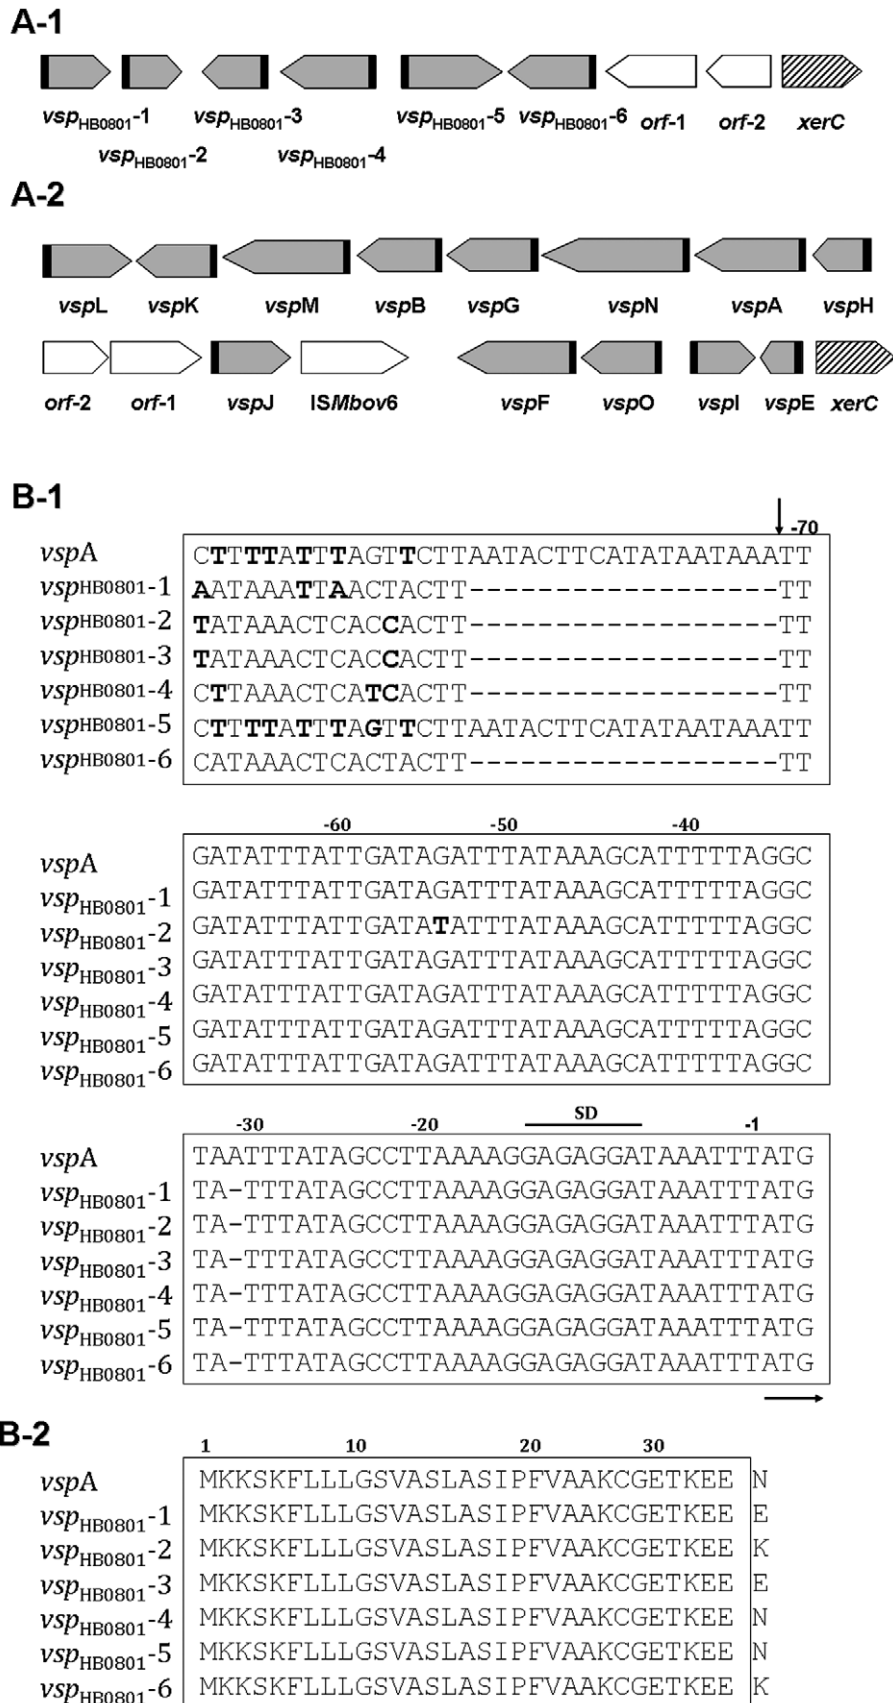 A-1
vspHB0801-1 vspHB0801-3 vspHB0801-5 vspHB0801-6 orf-1 orf-2 xerC
vspHB0801-2 vspHB0801-4
A-2
vspL vspK vspM vspB vspG vspN vspA vspH
orf-2 orf-1 vspJ ISMbov6 vspF vspO vspI vspE xerC
B-1
-70
vspA CTTTTATTTAGTTCTTAATACTTCATATAATAAATT
vspHB0801-1 AATAAATTAACTACTT------------------TT
vspHB0801-2 TATAAACTCACCACTT------------------TT
vspHB0801-3 TATAAACTCACCACTT------------------TT
vspHB0801-4 CTTAAACTCATCACTT------------------TT
vspHB0801-5 CTTTTATTTAGTTCTTAATACTTCATATAATAAATT
vspHB0801-6 CATAAACTCACTACTT------------------TT
-60 -50 -40
vspA GATATTTATTGATAGATTTATAAAGCATTTTTAGGC
vspHB0801-1 GATATTTATTGATAGATTTATAAAGCATTTTTAGGC
vspHB0801-2 GATATTTATTGATATATTTATAAAGCATTTTTAGGC
vspHB0801-3 GATATTTATTGATAGATTTATAAAGCATTTTTAGGC
vspHB0801-4 GATATTTATTGATAGATTTATAAAGCATTTTTAGGC
vspHB0801-5 GATATTTATTGATAGATTTATAAAGCATTTTTAGGC
vspHB0801-6 GATATTTATTGATAGATTTATAAAGCATTTTTAGGC
-30 -20 SD -1
vspA TAATTTATAGCCTTAAAAGGAGAGGATAAATTTATG
vspHB0801-1 TA-TTTATAGCCTTAAAAGGAGAGGATAAATTTATG
vspHB0801-2 TA-TTTATAGCCTTAAAAGGAGAGGATAAATTTATG
vspHB0801-3 TA-TTTATAGCCTTAAAAGGAGAGGATAAATTTATG
vspHB0801-4 TA-TTTATAGCCTTAAAAGGAGAGGATAAATTTATG
vspHB0801-5 TA-TTTATAGCCTTAAAAGGAGAGGATAAATTTATG
vspHB0801-6 TA-TTTATAGCCTTAAAAGGAGAGGATAAATTTATG
B-2
1 10 20 30
vspA MKKSKFLLLGSVASLASIPFVAAKCGETKEE N
vspHB0801-1 MKKSKFLLLGSVASLASIPFVAAKCGETKEE E
vspHB0801-2 MKKSKFLLLGSVASLASIPFVAAKCGETKEE K
vspHB0801-3 MKKSKFLLLGSVASLASIPFVAAKCGETKEE E
vspHB0801-4 MKKSKFLLLGSVASLASIPFVAAKCGETKEE N
vspHB0801-5 MKKSKFLLLGSVASLASIPFVAAKCGETKEE N
vspHB0801-6 MKKSKFLLLGSVASLASIPFVAAKCGETKEE K